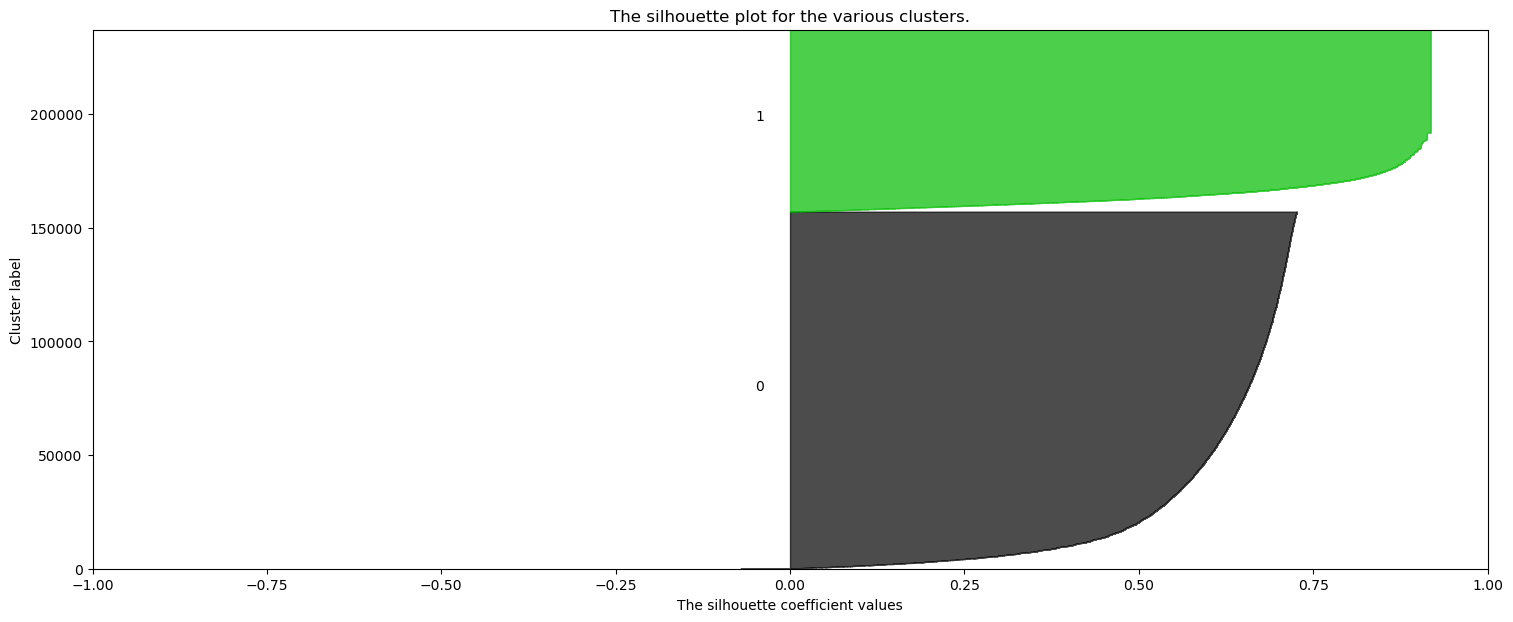 The silhouette plot for the various clusters.
Cluster label
200000
150000
100000
50000
0
1
0
−1.00 −0.75 −0.50 −0.25 0.00 0.25 0.50 0.75 1.00
The silhouette coefficient values